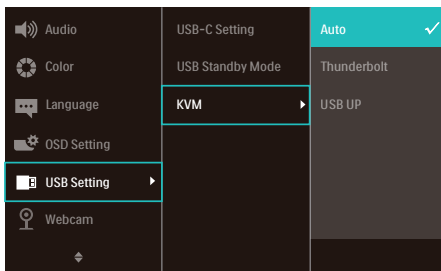 Audio
Color
Language
OSD Setting
USB Setting
Webcam
USB-C Setting
USB Standby Mode
KVM
Auto
Thunderbolt
USB UP